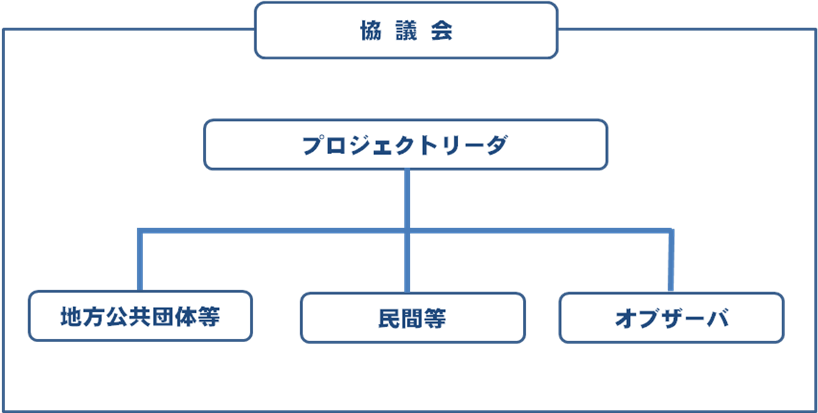 協議会
プロジェクトリーダ
地方公共団体等
民間等
オブザーバ